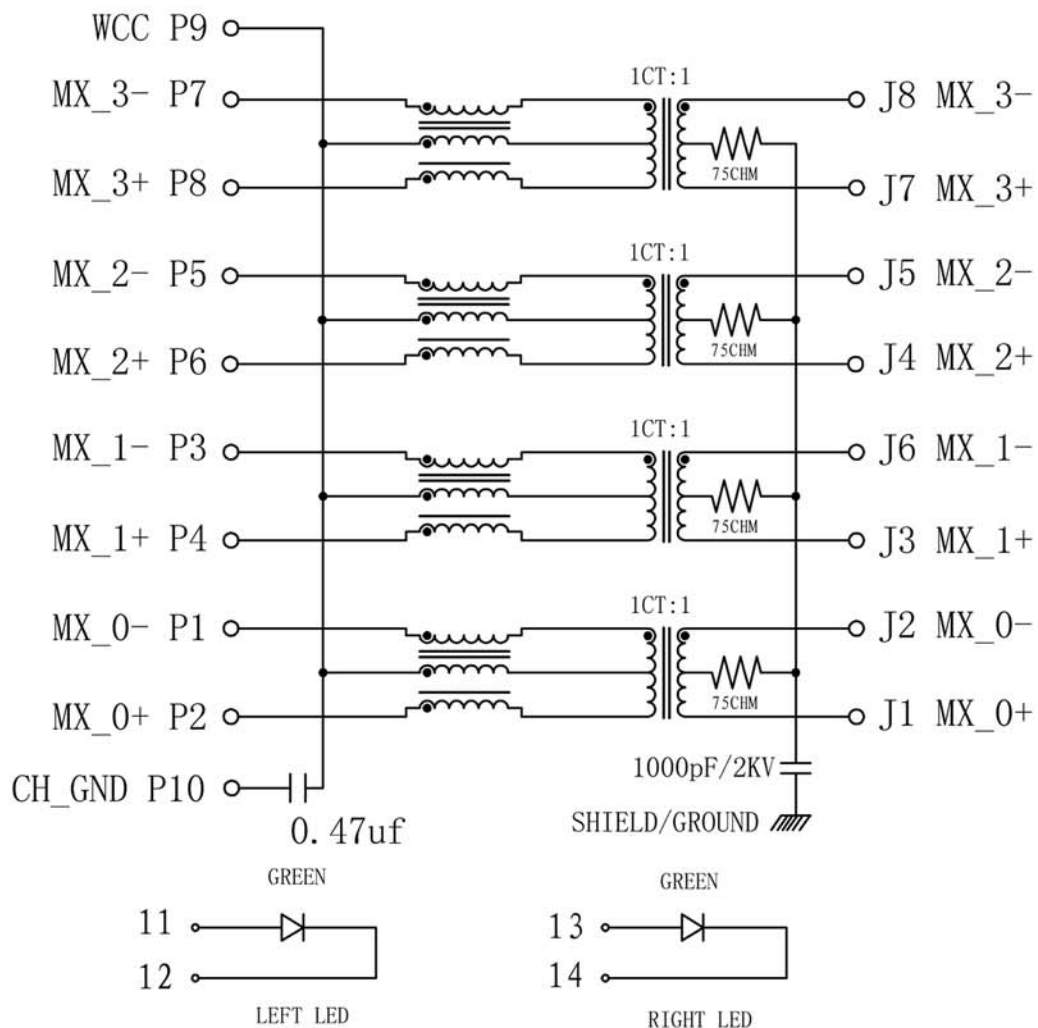 WCC P9
1CT:1
MX_3- P7
J8 MX_3-
75CHM
MX_3+ P8
J7 MX_3+
1CT:1
MX_2- P5
J5 MX_2-
75CHM
MX_2+ P6
J4 MX_2+
1CT:1
MX_1- P3
J6 MX_1-
75CHM
MX_1+ P4
J3 MX_1+
1CT:1
MX_0- P1
J2 MX_0-
75CHM
MX_0+ P2
J1 MX_0+
1000pF/2KV
CH_GND P10
0.47uf
SHIELD/GROUND
GREEN
11
12
LEFT LED
GREEN
13
14
RIGHT LED